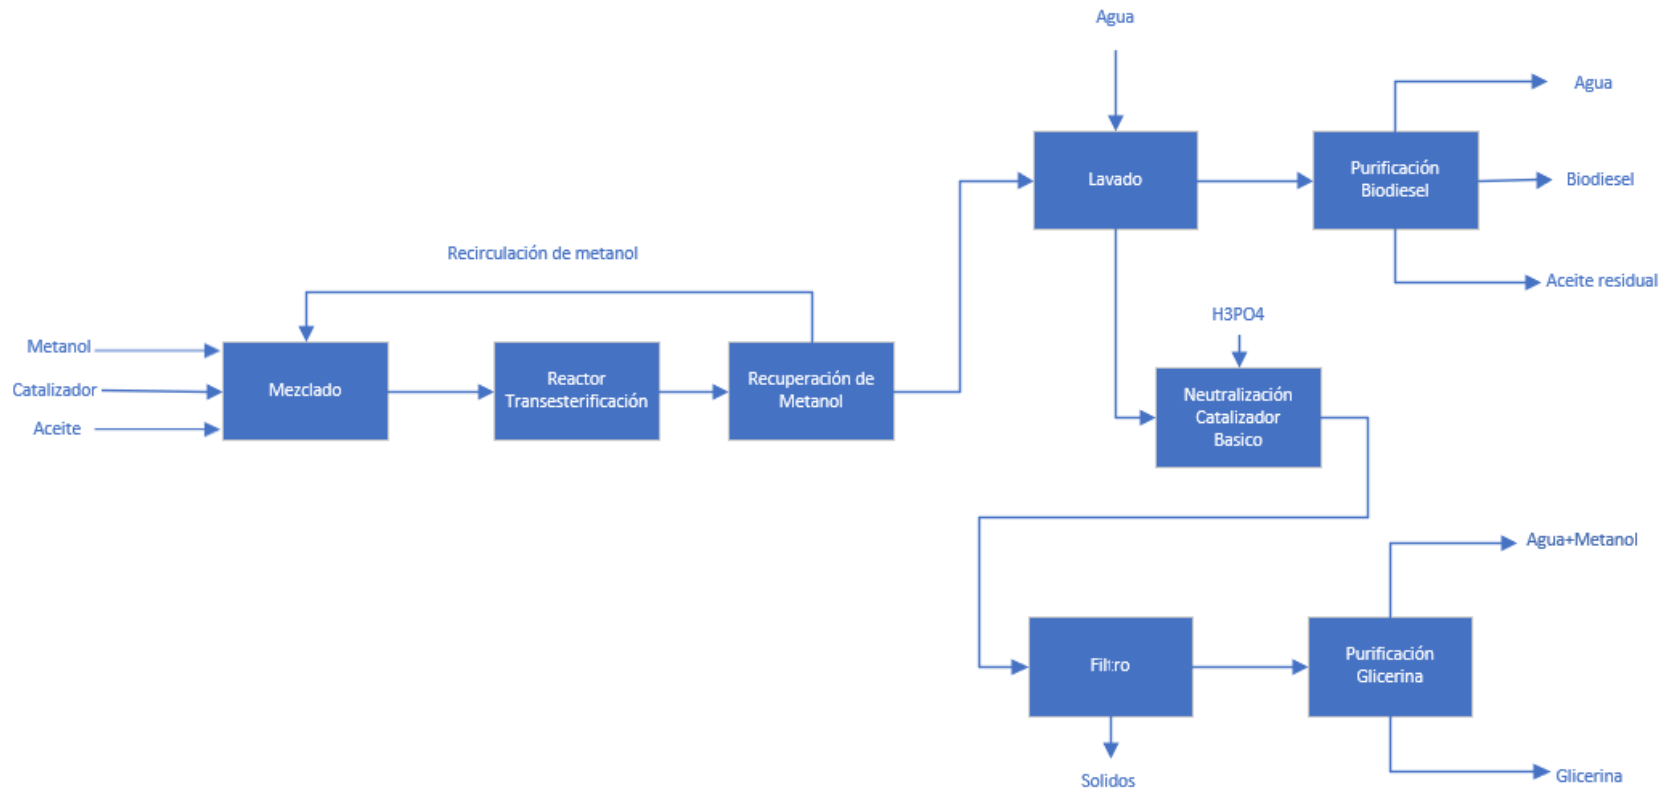 Agua
Agua
Lavado
Purificación
Biodiesel
Biodiesel
Recirculación de metanol
Aceite residual
H3PO4
Metanol
Catalizador
Aceite
Mezclado
Reactor
Transesterificación
Recuperación de
Metanol
Neutralización
Catalizador
Basico
Agua+Metanol
Filtro
Purificación
Glicerina
Solidos
Glicerina